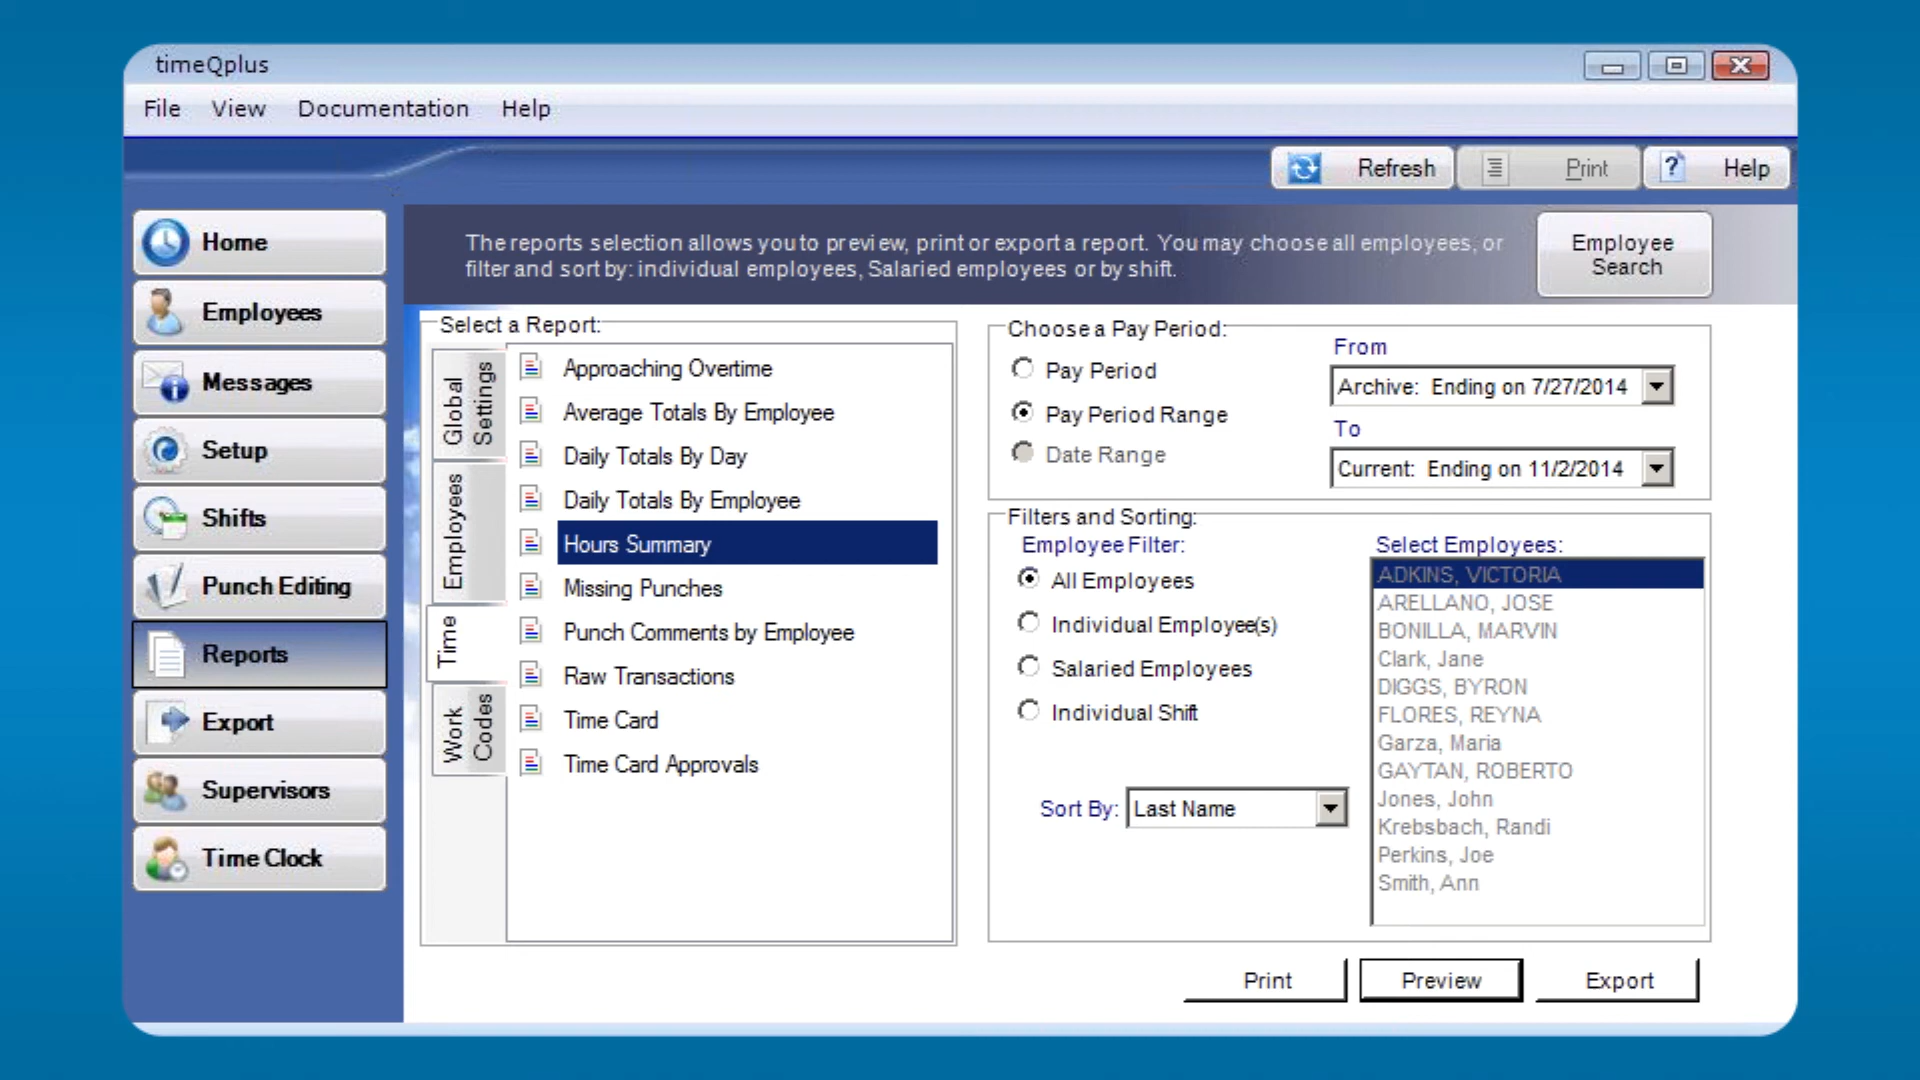 timeQplus
File View Documentation Help
Refresh Print Help
Home
Employees
Messages
Setup
Shifts
Punch Editing
Reports
Export
Supervisors
Time Clock
The reports selection allows you to preview, print or export a report. You may choose all employees, or
filter and sort by: individual employees, Salaried employees or by shift.
Employee
Search
Select a Report:
Global
Settings
Employees
Time
Work
Codes
Approaching Overtime
Average Totals By Employee
Daily Totals By Day
Daily Totals By Employee
Hours Summary
Missing Punches
Punch Comments by Employee
Raw Transactions
Time Card
Time Card Approvals
Choose a Pay Period:
Pay Period
Pay Period Range
Date Range
From
Archive: Ending on 7/27/2014
To
Current: Ending on 11/2/2014
Filters and Sorting:
Employee Filter:
All Employees
Individual Employee(s)
Salaried Employees
Individual Shift
Sort By: Last Name
Select Employees:
ADKINS, VICTORIA
ARELLANO, JOSE
BONILLA, MARVIN
Clark, Jane
DIGGS, BYRON
FLORES, REYNA
Garza, Maria
GAYTAN, ROBERTO
Jones, John
Krebsbach, Randi
Perkins, Joe
Smith, Ann
Print Preview Export